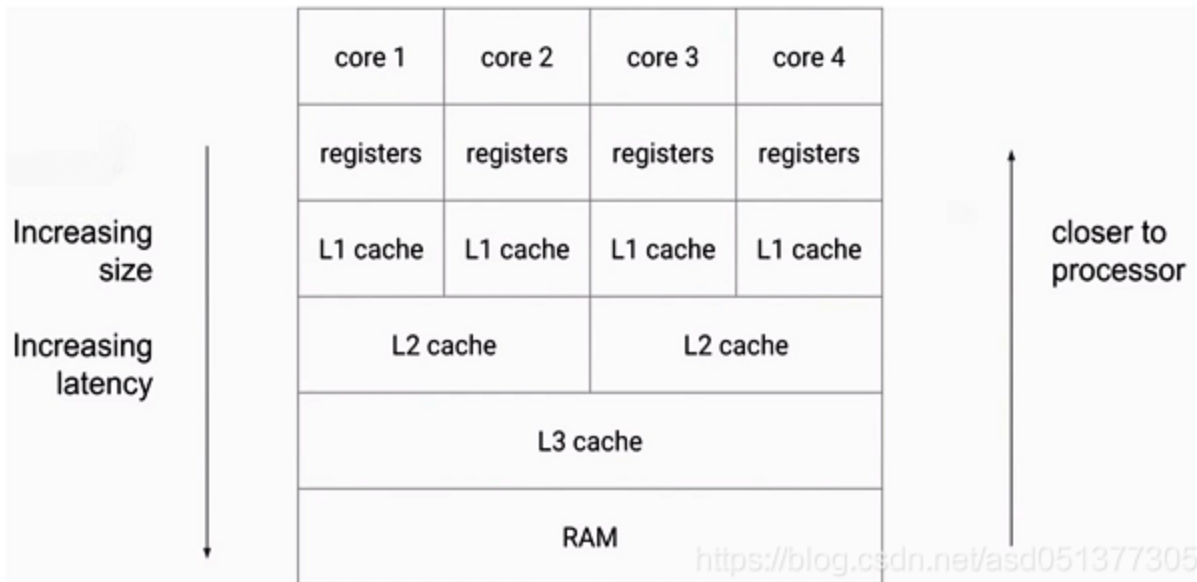 core 1
core 2
core 3
core 4
registers
registers
registers
registers
Increasing
size
L1 cache
L1 cache
L1 cache
L1 cache
closer to
processor
Increasing
latency
L2 cache
L2 cache
L3 cache
RAM
https://blog.csdn.net/asd051377305